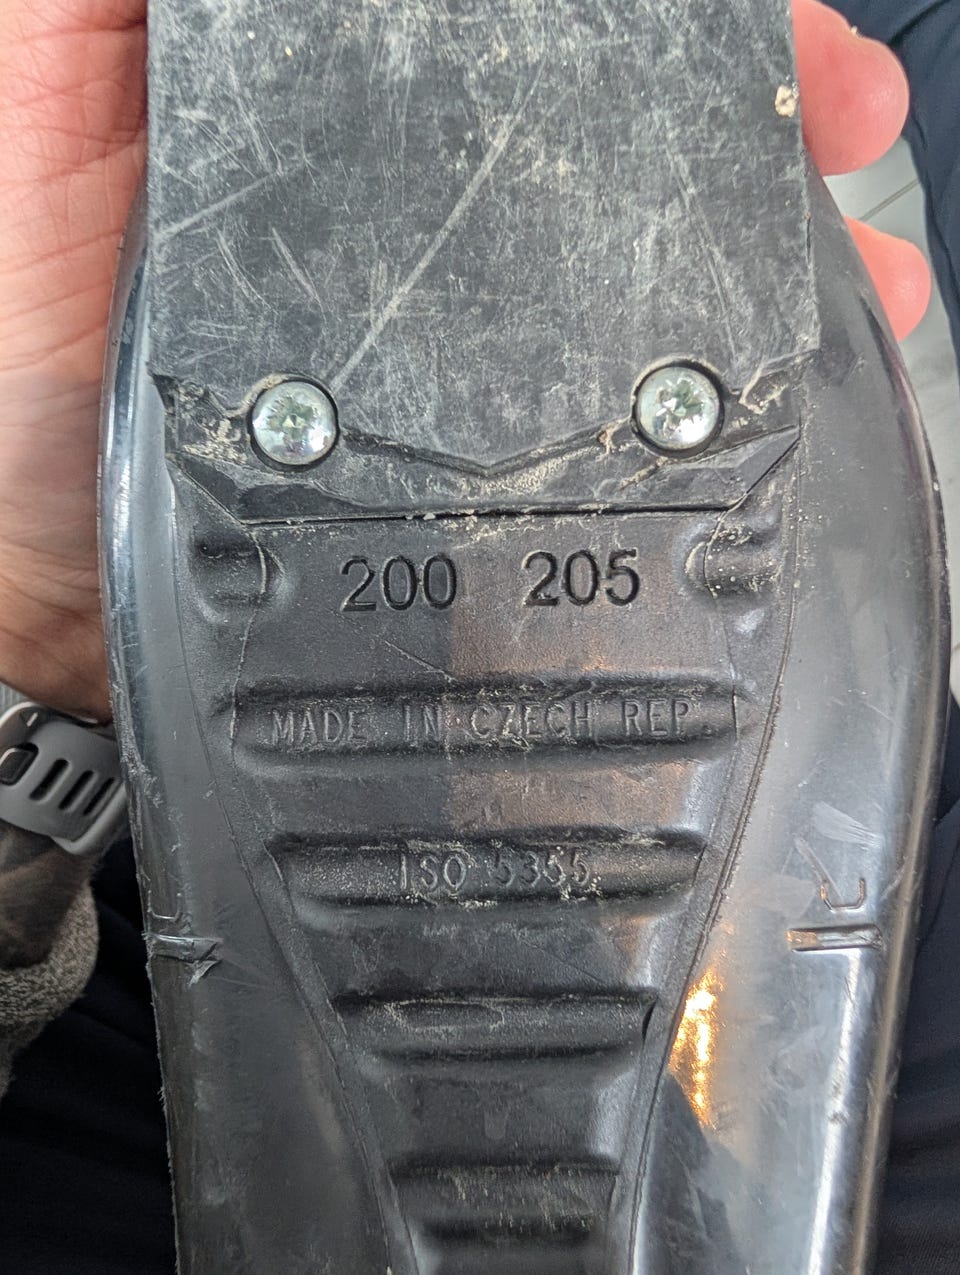 200 205
MADE IN CZECH REP.
ISO 5355